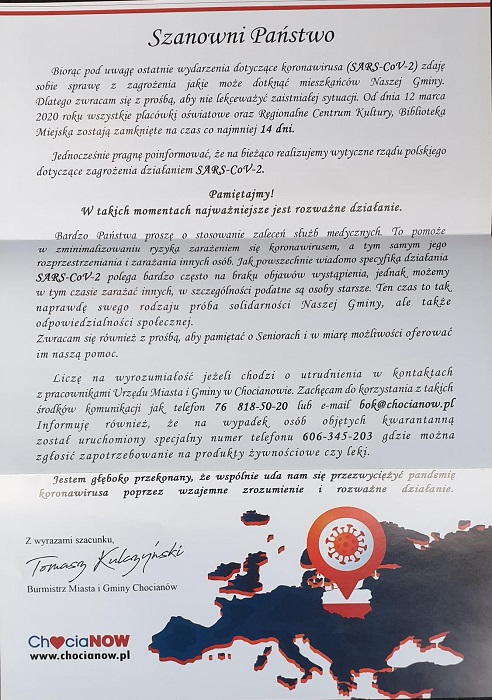 Szanowni Państwo
Biorąc pod uwagę ostatnie wydarzenia dotyczące koronawirusa (SARS-CoV-2) zdaję
sobie sprawę z zagrożenia jakie może dotknąć mieszkańców Naszej Gminy.
Dlatego zwracam się z prośbą, aby nie lekceważyć zaistniałej sytuacji. Od dnia 12 marca
2020 roku wszystkie placówki oświatowe oraz Regionalne Centrum Kultury, Biblioteka
Miejska zostają zamknięte na czas co najmniej 14 dni.
Jednocześnie pragnę poinformować, że na bieżąco realizujemy wytyczne rządu polskiego
dotyczące zagrożenia działaniem SARS-CoV-2.
Pamiętajmy!
W takich momentach najważniejsze jest rozważne działanie.
Bardzo Państwa proszę o stosowanie zaleceń służb medycznych. To pomoże
w zminimalizowaniu ryzyka zarażeniem się koronawirusem, a tym samym jego
rozprzestrzeniania i zarażania innych osób. Jak powszechnie wiadomo specyfika działania
SARS-CoV-2 polega bardzo często na braku objawów wystąpienia, jednak możemy
w tym czasie zarażać innych, w szczególności podatne są osoby starsze. Ten czas to tak
naprawdę swego rodzaju próba solidarności Naszej Gminy, ale także
odpowiedzialności społecznej.
Zwracam się również z prośbą, aby pamiętać o Seniorach i w miarę możliwości oferować
im naszą pomoc.
Liczę na wyrozumiałość jeżeli chodzi o utrudnienia w kontaktach
z pracownikami Urzędu Miasta i Gminy w Chocianowie. Zachęcam do korzystania z takich
środków komunikacji jak telefon 76 818-50-20 lub e-mail bok@chocianow.pl
Informuję również, że na wypadek osób objętych kwarantanną
został uruchomiony specjalny numer telefonu 606-345-203 gdzie można
zgłosić zapotrzebowanie na produkty żywnościowe czy leki.
Jestem głęboko przekonany, że wspólnie uda nam się przezwyciężyć pandemię
koronawirusa poprzez wzajemne zrozumienie i rozważne działanie.
Z wyrazami szacunku,
Tomasz Kulczyński
Burmistrz Miasta i Gminy Chocianów
ChociaNOW
www.chocianow.pl